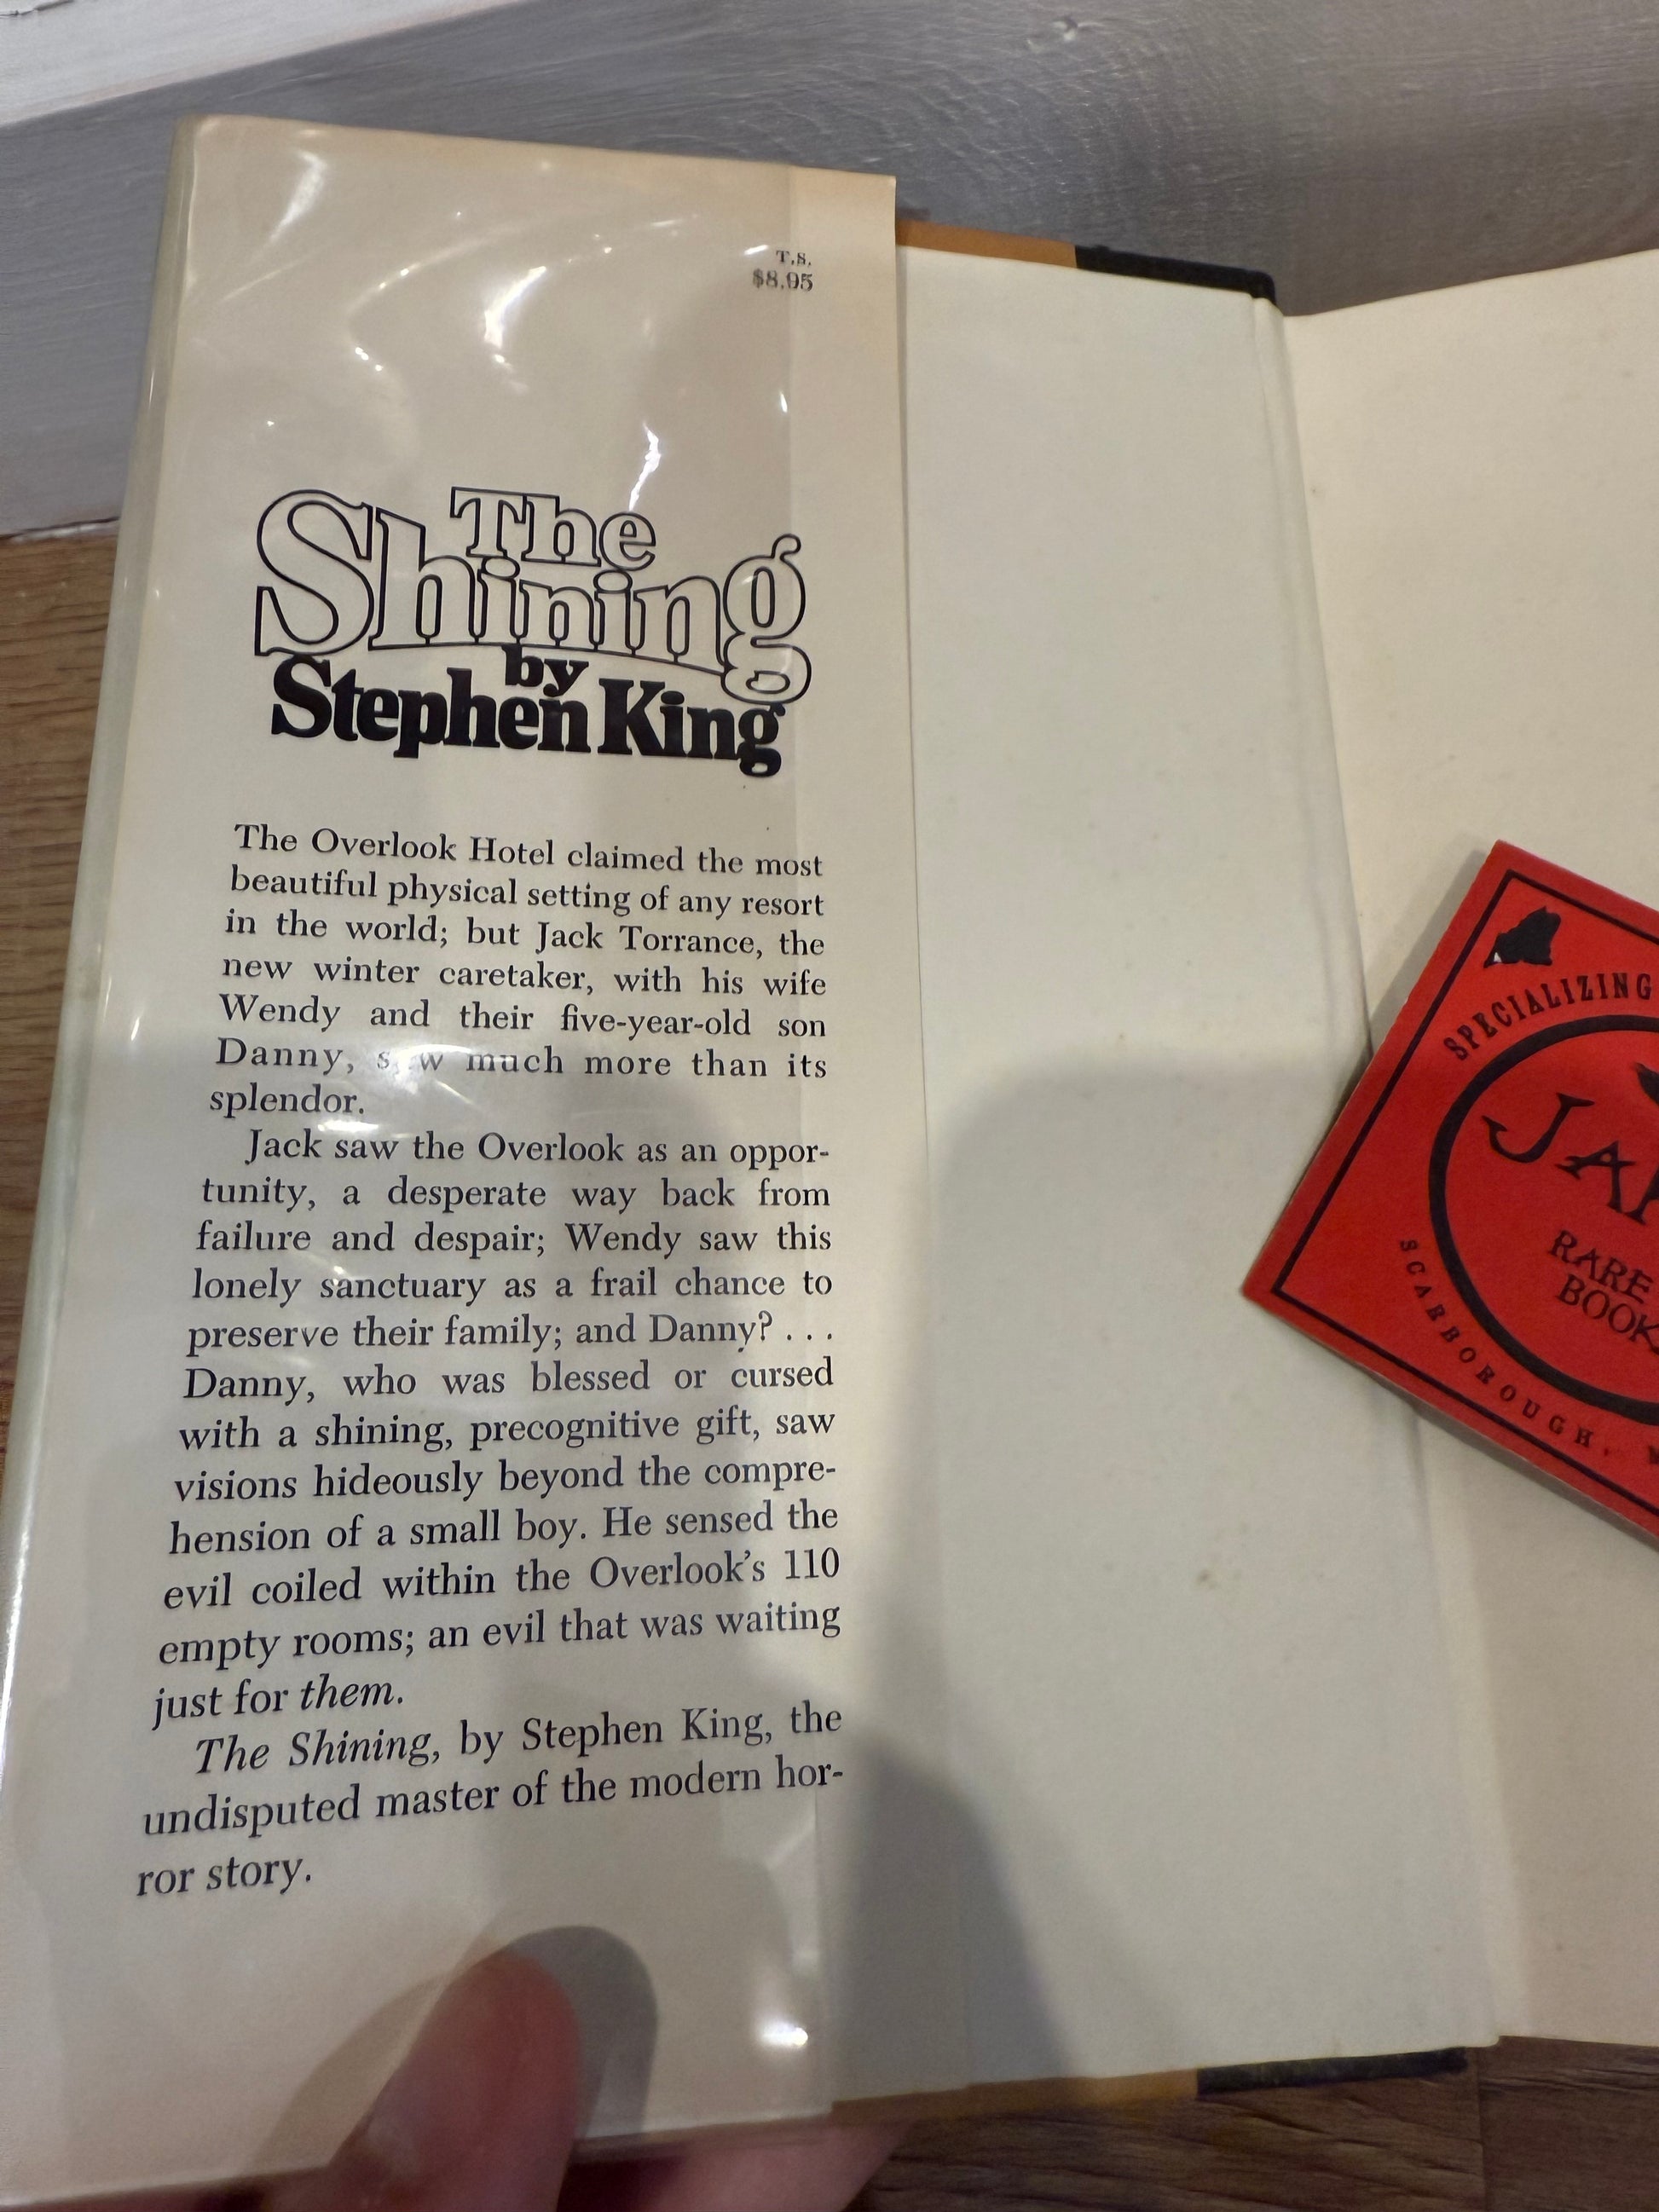 T.S.
$8.95
The
Shining
by
Stephen King
The Overlook Hotel claimed the most
beautiful physical setting of any resort
in the world; but Jack Torrance, the
new winter caretaker, with his wife
Wendy and their five-year-old son
Danny, saw much more than its
splendor.
Jack saw the Overlook as an oppor-
tunity, a desperate way back from
failure and despair; Wendy saw this
lonely sanctuary as a frail chance to
preserve their family; and Danny? . . .
Danny, who was blessed or cursed
with a shining, precognitive gift, saw
visions hideously beyond the compre-
hension of a small boy. He sensed the
evil coiled within the Overlook's 110
empty rooms; an evil that was waiting
just for them.
The Shining, by Stephen King, the
undisputed master of the modern hor-
ror story.
SPECIALIZING
RARE
SCARBOROUGH,